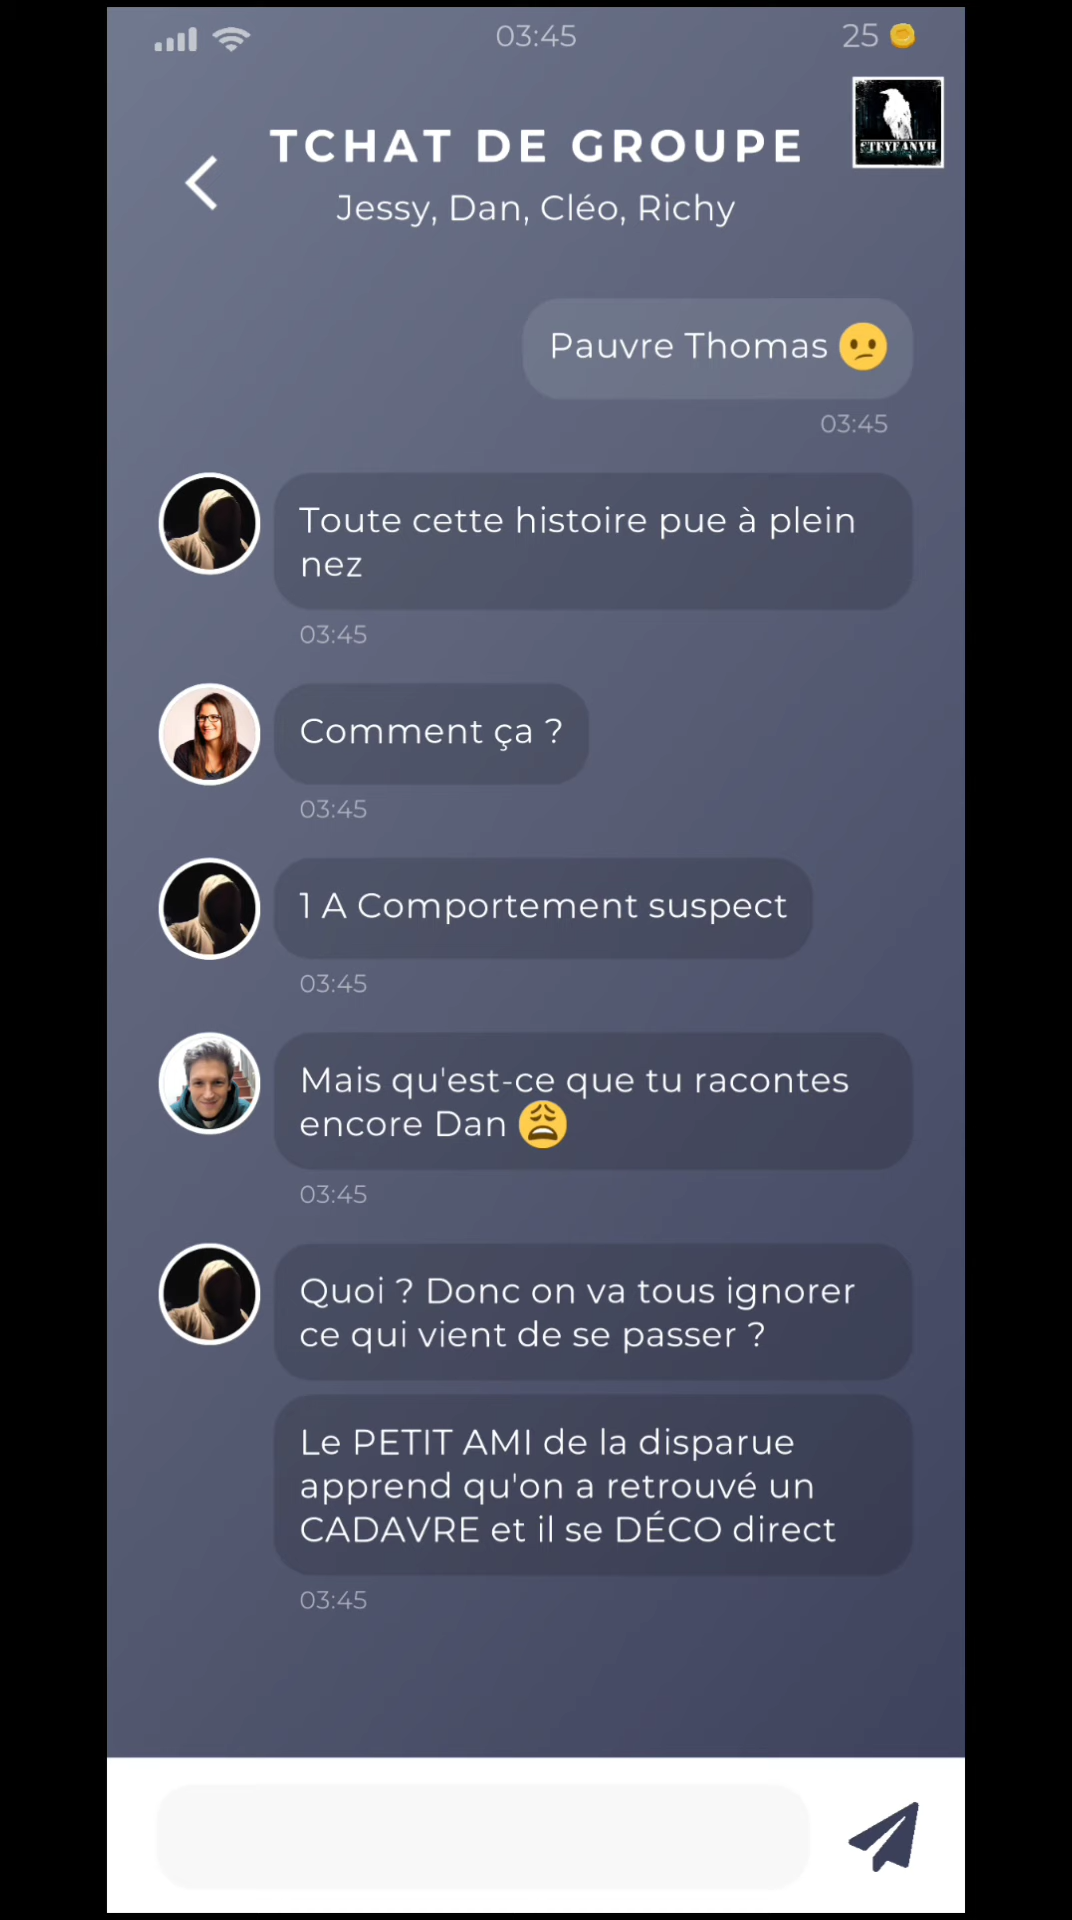 03:45
25
TCHAT DE GROUPE
Jessy, Dan, Cléo, Richy
STEYFANYH
Pauvre Thomas 😕
03:45
Toute cette histoire pue à plein
nez
03:45
Comment ça ?
03:45
1 A Comportement suspect
03:45
Mais qu'est-ce que tu racontes
encore Dan 😩
03:45
Quoi ? Donc on va tous ignorer
ce qui vient de se passer ?
Le PETIT AMI de la disparue
apprend qu'on a retrouvé un
CADAVRE et il se DÉCO direct
03:45